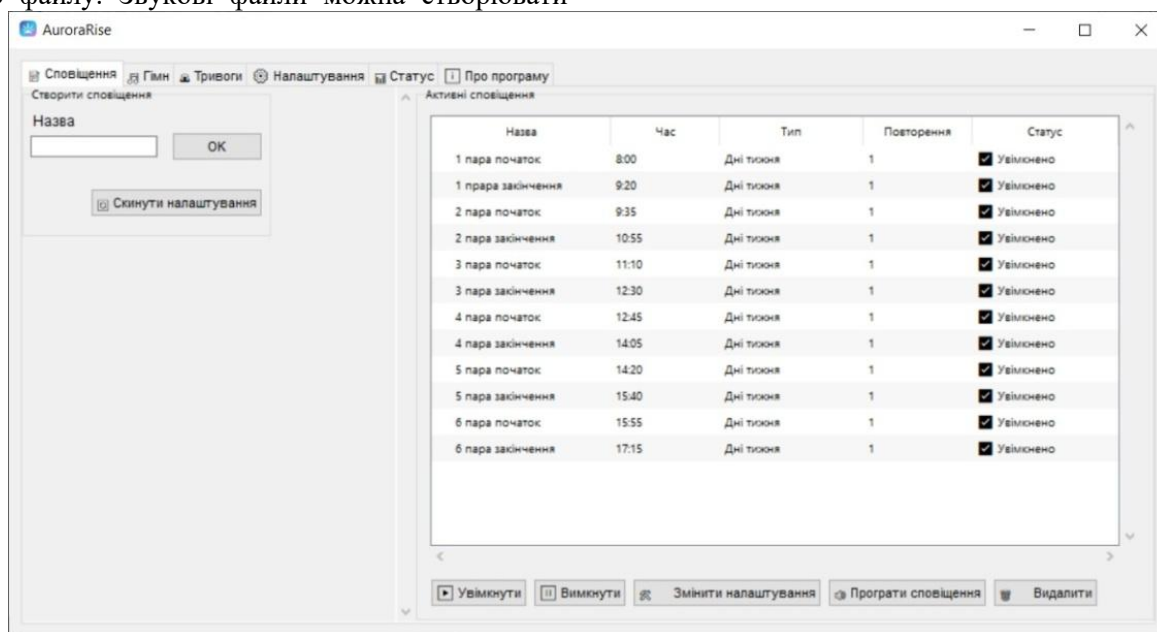 файлу. Звукові файли можна створювати
AuroraRise
Сповіщення Гімн Тривоги Налаштування Статус Про програму
Створити сповіщення
Назва
OK
Скинути налаштування
Активні сповіщення
Назва Час Тип Повторення Статус
1 пара початок 8:00 Дні тижня 1 Увімкнено
1 прара закінчення 9:20 Дні тижня 1 Увімкнено
2 пара початок 9:35 Дні тижня 1 Увімкнено
2 пара закінчення 10:55 Дні тижня 1 Увімкнено
3 пара початок 11:10 Дні тижня 1 Увімкнено
3 пара закінчення 12:30 Дні тижня 1 Увімкнено
4 пара початок 12:45 Дні тижня 1 Увімкнено
4 пара закінчення 14:05 Дні тижня 1 Увімкнено
5 пара початок 14:20 Дні тижня 1 Увімкнено
5 пара закінчення 15:40 Дні тижня 1 Увімкнено
6 пара початок 15:55 Дні тижня 1 Увімкнено
6 пара закінчення 17:15 Дні тижня 1 Увімкнено
Увімкнути Вимкнути Змінити налаштування Програти сповіщення Видалити